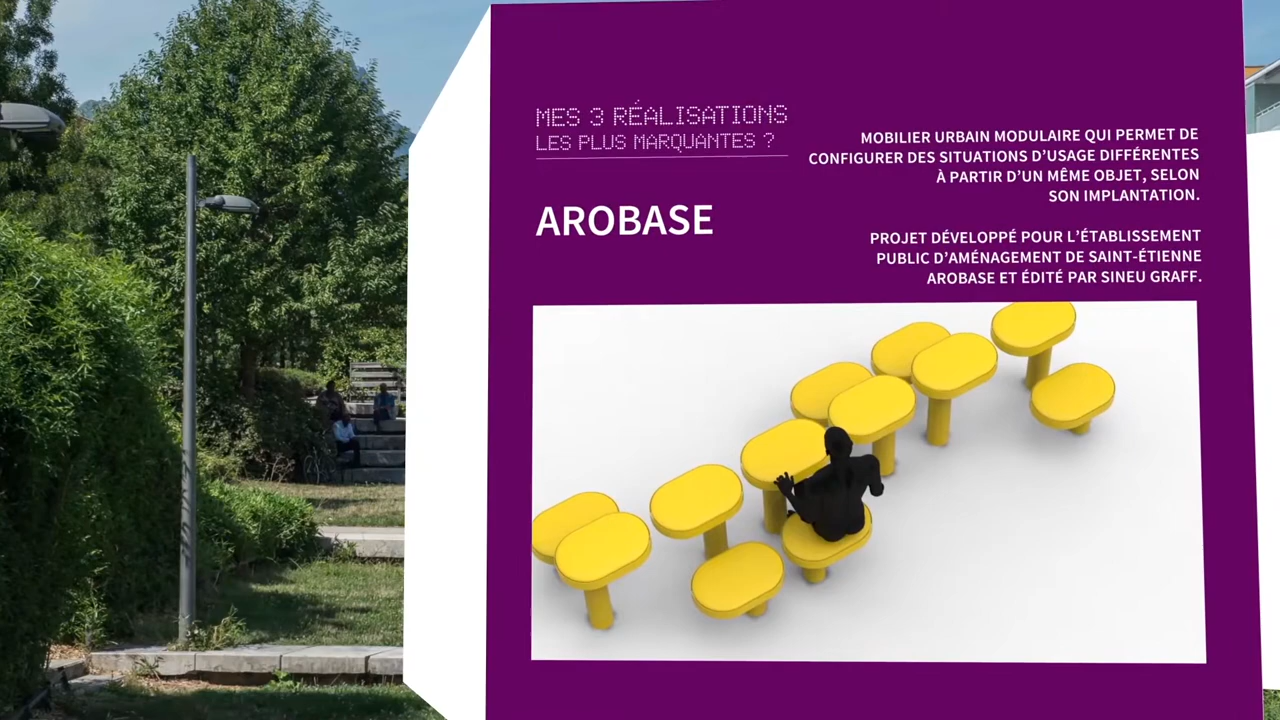 MES 3 RÉALISATIONS
LES PLUS MARQUANTES ?
AROBASE
MOBILIER URBAIN MODULAIRE QUI PERMET DE
CONFIGURER DES SITUATIONS D'USAGE DIFFÉRENTES
À PARTIR D'UN MÊME OBJET, SELON
SON IMPLANTATION.
PROJET DÉVELOPPÉ POUR L'ÉTABLISSEMENT
PUBLIC D'AMÉNAGEMENT DE SAINT-ÉTIENNE
AROBASE ET ÉDITÉ PAR SINEU GRAFF.